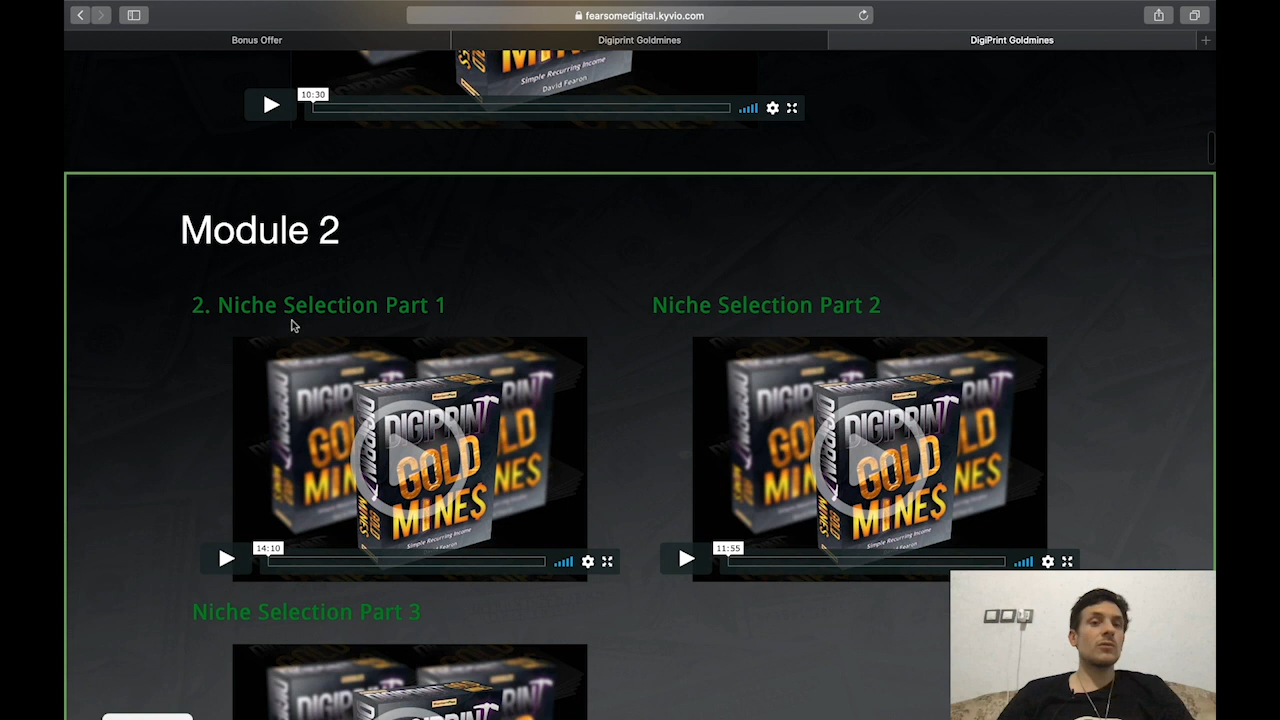 fearsomedigital.kyvio.com
Bonus Offer
Digiprint Goldmines
DigiPrint Goldmines
Simple Recurring Income
David Fearon
10:30
Module 2
2. Niche Selection Part 1
Niche Selection Part 2
DIGIPRINT
GOLD
MINE$
Simple Recurring Income
14:10
DIGIPRINT
GOLD
MINE$
Simple Recurring Income
11:55
Niche Selection Part 3